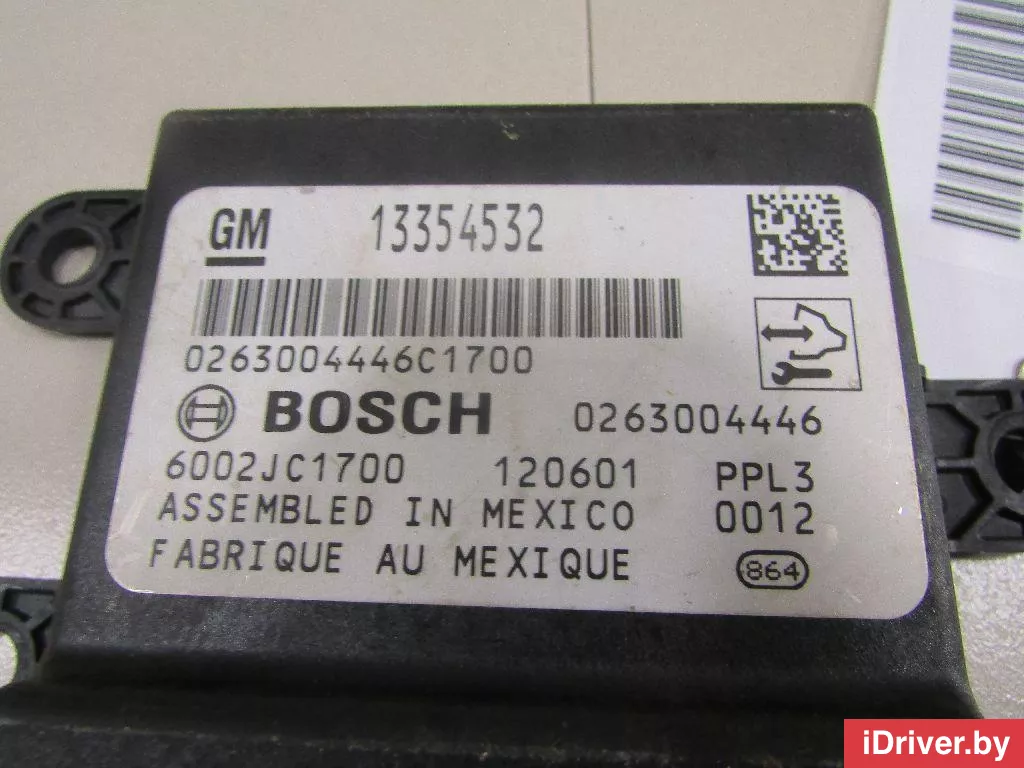 GM 13354532
0263004446C1700
BOSCH 0263004446
6002JC1700 120601 PPL3
ASSEMBLED IN MEXICO 0012
FABRIQUE AU MEXIQUE 864
iDriver.by